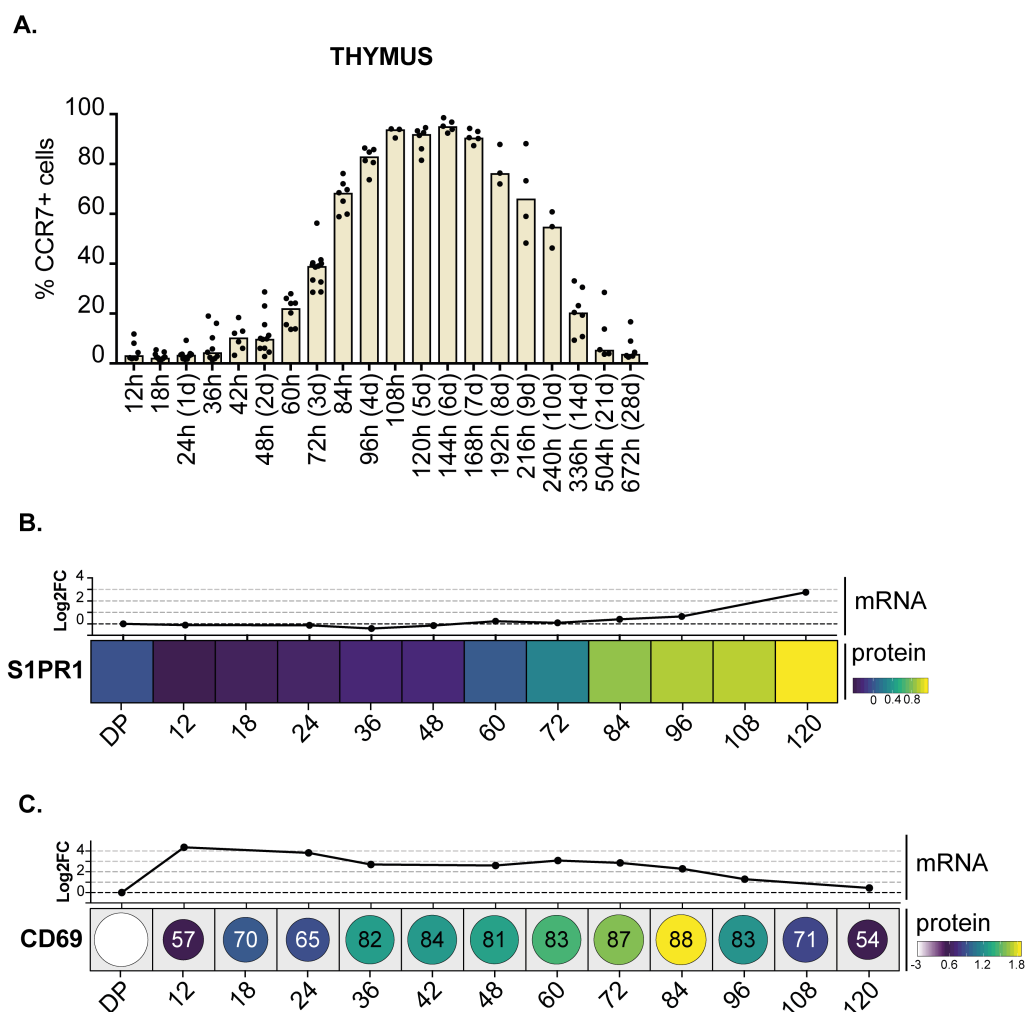 A.
THYMUS
% CCR7+ cells
100
80
60
40
20
0
12h
18h
24h (1d)
36h
42h
48h (2d)
60h
72h (3d)
84h
96h (4d)
108h
120h (5d)
144h (6d)
168h (7d)
192h (8d)
216h (9d)
240h (10d)
336h (14d)
504h (21d)
672h (28d)
B.
Log2FC
4
2
0
mRNA
S1PR1
protein
0 0.4 0.8
DP 12 18 24 36 48 60 72 84 96 108 120
C.
Log2FC
4
2
0
mRNA
CD69
57 70 65 82 84 81 83 87 88 83 71 54
protein
-3 0.6 1.2 1.8
DP 12 18 24 36 42 48 60 72 84 96 108 120